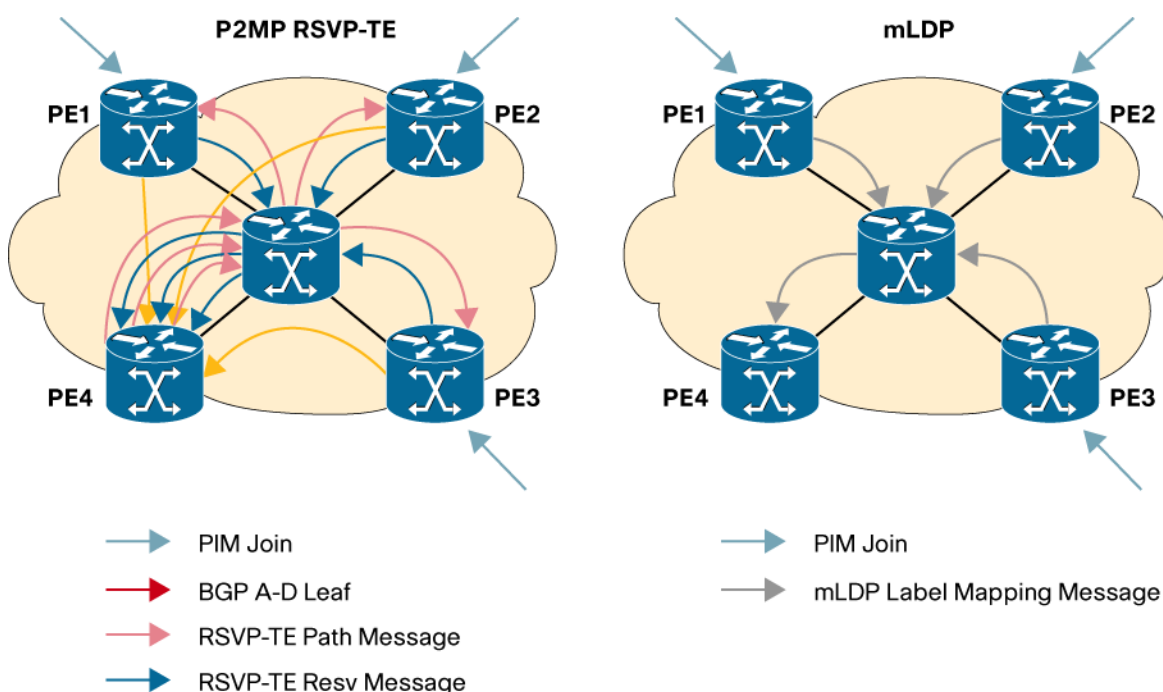 P2MP RSVP-TE
mLDP
PE1
PE2
PE1
PE2
PE4
PE3
PE4
PE3
PIM Join
PIM Join
BGP A-D Leaf
mLDP Label Mapping Message
RSVP-TE Path Message
RSVP-TE Resv Message